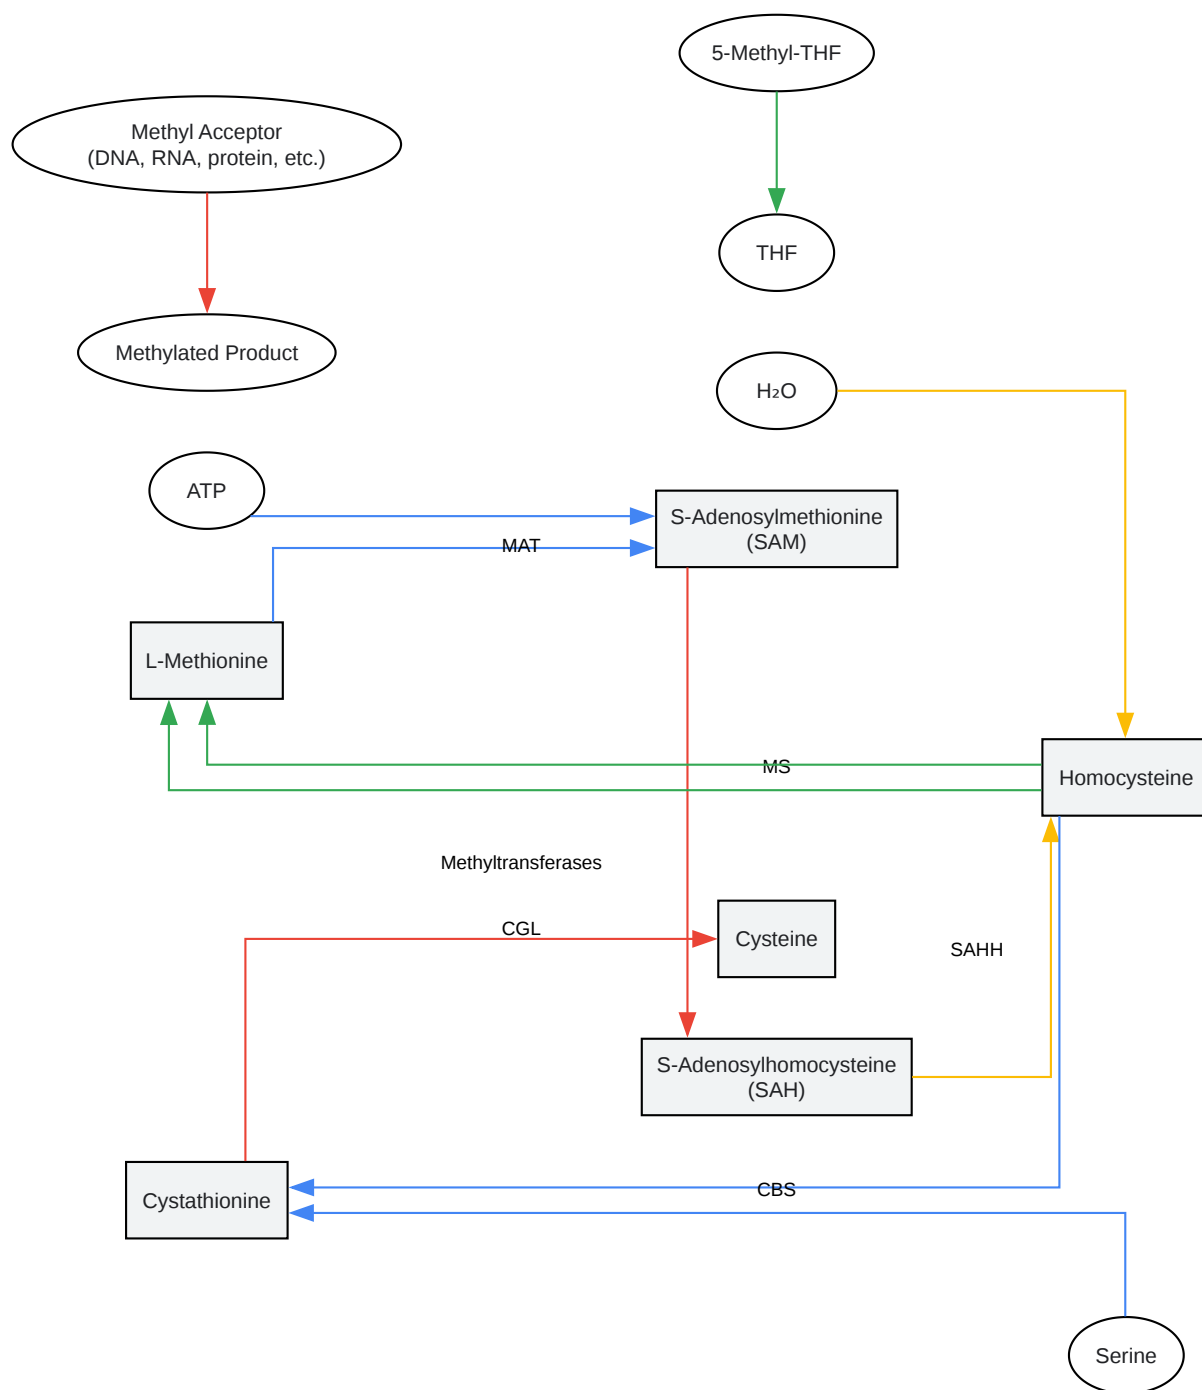 5-Methyl-THF
Methyl Acceptor
(DNA, RNA, protein, etc.)
THF
Methylated Product
H₂O
ATP
S-Adenosylmethionine
(SAM)
MAT
L-Methionine
MS
Homocysteine
Methyltransferases
CGL
Cysteine
SAHH
S-Adenosylhomocysteine
(SAH)
CBS
Cystathionine
Serine